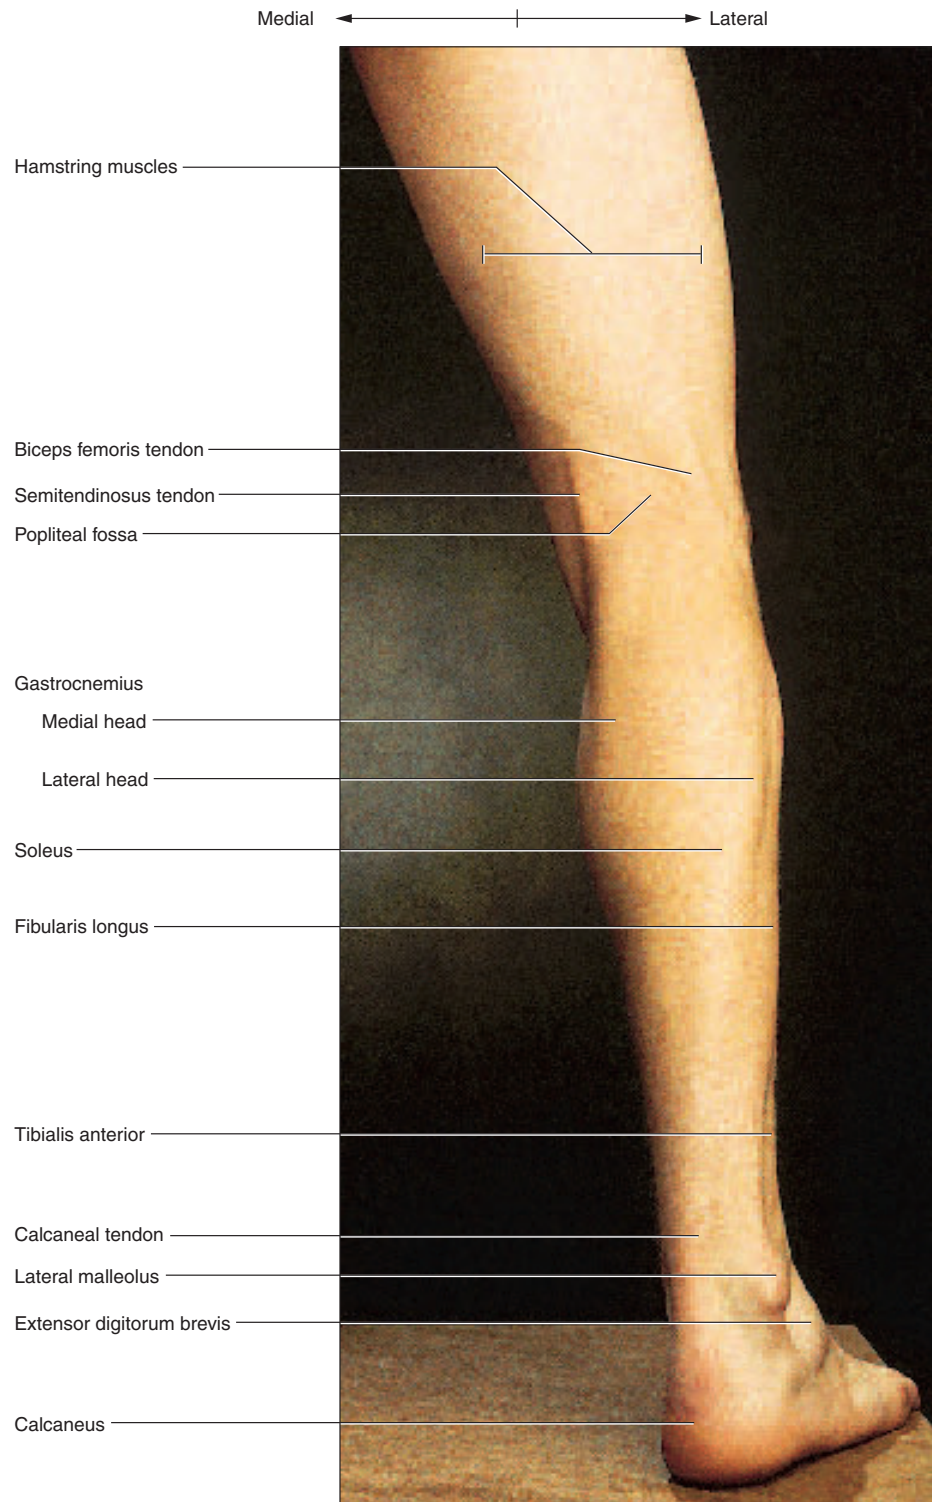 Medial Lateral
Hamstring muscles
Biceps femoris tendon
Semitendinosus tendon
Popliteal fossa
Gastrocnemius
Medial head
Lateral head
Soleus
Fibularis longus
Tibialis anterior
Calcaneal tendon
Lateral malleolus
Extensor digitorum brevis
Calcaneus